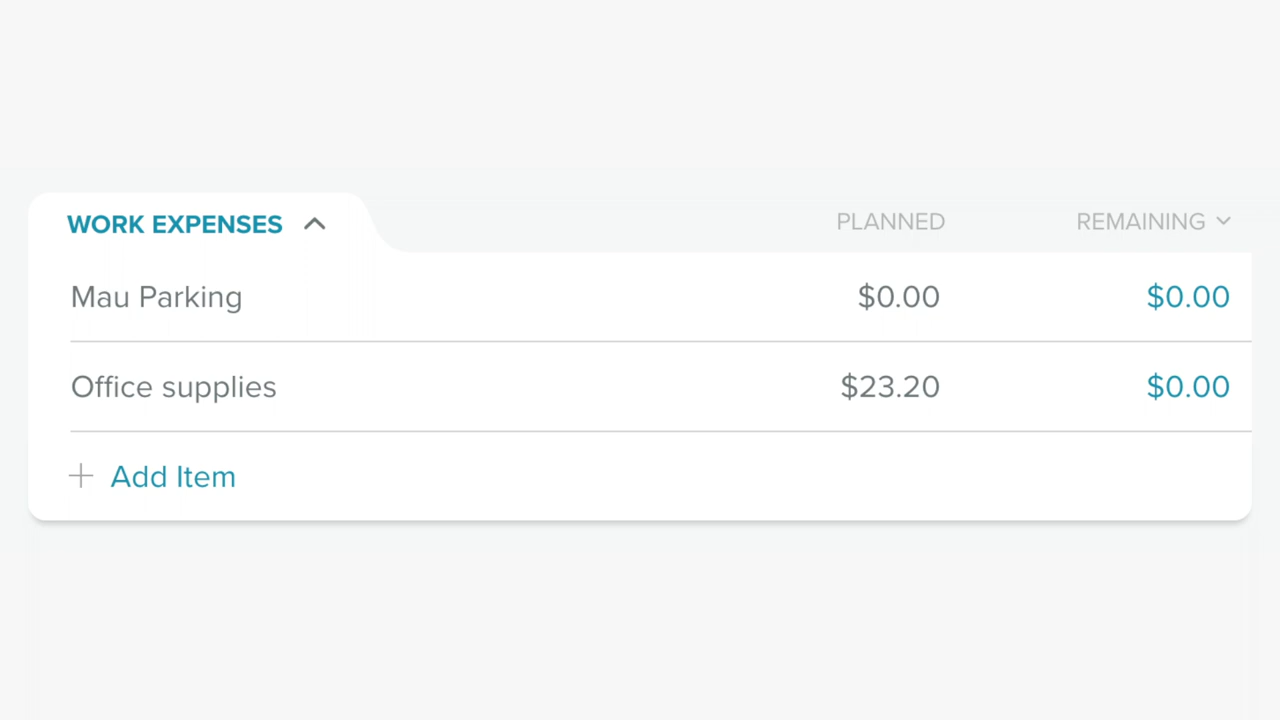 WORK EXPENSES PLANNED REMAINING
Mau Parking $0.00 $0.00
Office supplies $23.20 $0.00
Add Item